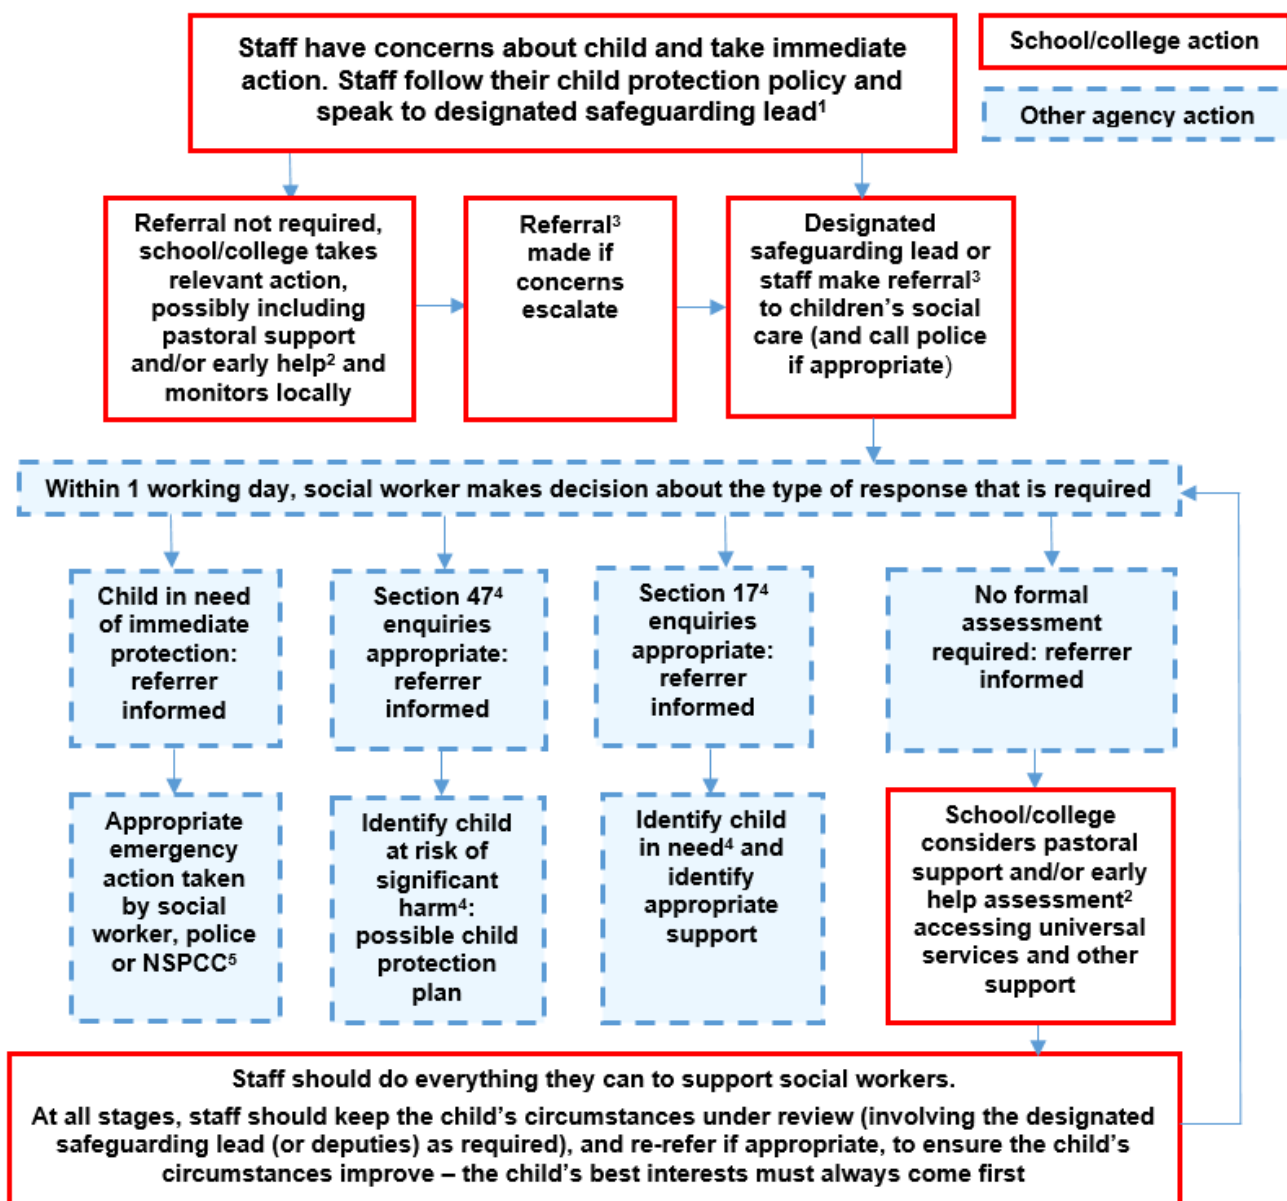 Staff have concerns about child and take immediate
action. Staff follow their child protection policy and
speak to designated safeguarding lead¹
School/college action
Other agency action
Referral not required,
school/college takes
relevant action,
possibly including
pastoral support
and/or early help² and
monitors locally
Referral³
made if
concerns
escalate
Designated
safeguarding lead or
staff make referral³
to children’s social
care (and call police
if appropriate)
Within 1 working day, social worker makes decision about the type of response that is required
Child in need
of immediate
protection:
referrer
informed
Section 47⁴
enquiries
appropriate:
referrer
informed
Section 17⁴
enquiries
appropriate:
referrer
informed
No formal
assessment
required: referrer
informed
Appropriate
emergency
action taken
by social
worker, police
or NSPCC⁵
Identify child
at risk of
significant
harm⁴:
possible child
protection
plan
Identify child
in need⁴ and
identify
appropriate
support
School/college
considers pastoral
support and/or early
help assessment²
accessing universal
services and other
support
Staff should do everything they can to support social workers.
At all stages, staff should keep the child’s circumstances under review (involving the designated
safeguarding lead (or deputies) as required), and re-refer if appropriate, to ensure the child’s
circumstances improve – the child’s best interests must always come first